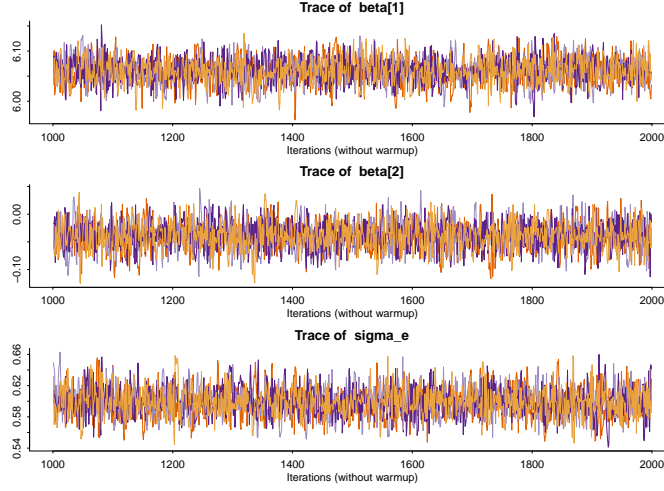 Trace of beta[1]
6.10
6.00
1000 1200 1400 1600 1800 2000
Iterations (without warmup)
Trace of beta[2]
0.00
−0.10
1000 1200 1400 1600 1800 2000
Iterations (without warmup)
Trace of sigma_e
0.66
0.62
0.58
0.54
1000 1200 1400 1600 1800 2000
Iterations (without warmup)